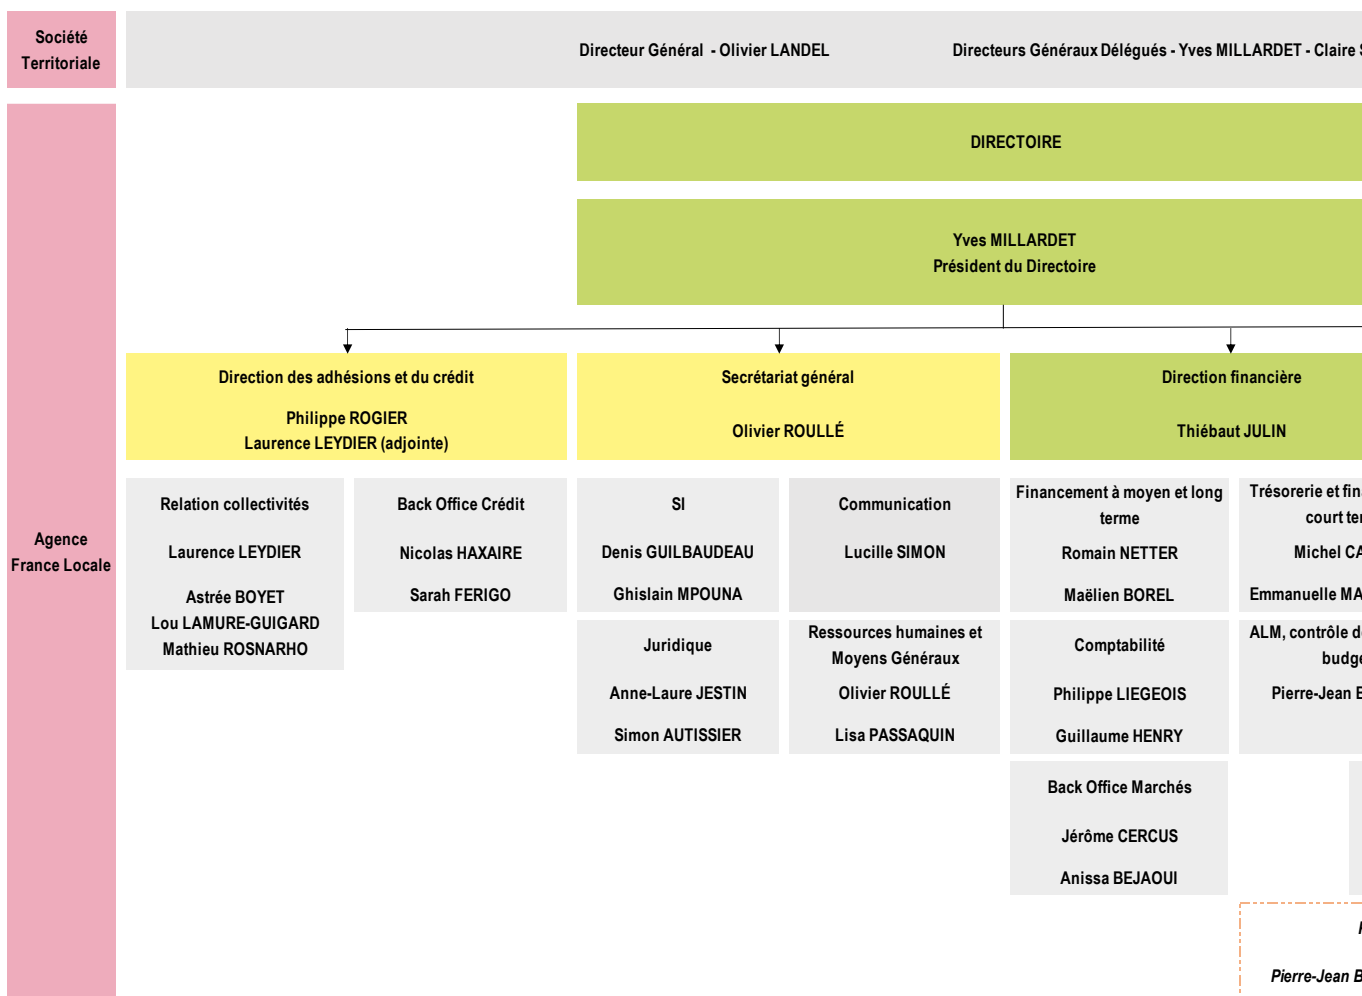 Société
Territoriale
Directeur Général - Olivier LANDEL
Directeurs Généraux Délégués - Yves MILLARDET - Claire
DIRECTOIRE
Yves MILLARDET
Président du Directoire
Direction des adhésions et du crédit
Philippe ROGIER
Laurence LEYDIER (adjointe)
Secrétariat général
Olivier ROULLÉ
Direction financière
Thiébaut JULIN
Agence
France Locale
Relation collectivités
Laurence LEYDIER
Astrée BOYET
Lou LAMURE-GUIGARD
Mathieu ROSNARHO
Back Office Crédit
Nicolas HAXAIRE
Sarah FERIGO
SI
Denis GUILBAUDEAU
Ghislain MPOUNA
Communication
Lucille SIMON
Financement à moyen et long
terme
Romain NETTER
Maëlien BOREL
Trésorerie et
court
Michel
Emmanuelle
Juridique
Anne-Laure JESTIN
Simon AUTISSIER
Ressources humaines et
Moyens Généraux
Olivier ROULLÉ
Lisa PASSAQUIN
Comptabilité
Philippe LIEGEOIS
Guillaume HENRY
ALM, contrôle
Pierre-Jean
Back Office Marchés
Jérôme CERCUS
Anissa BEJAOUI
Pierre-Jean